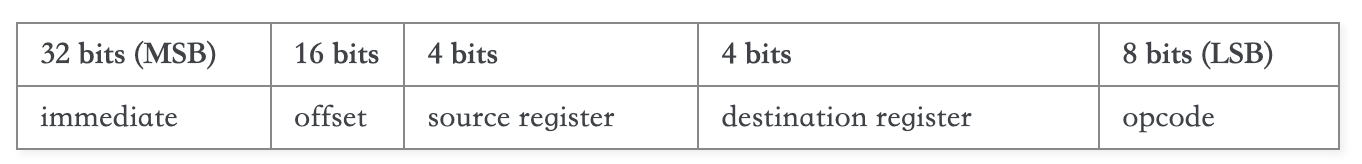 32 bits (MSB) 16 bits 4 bits 4 bits 8 bits (LSB)
immediate offset source register destination register opcode